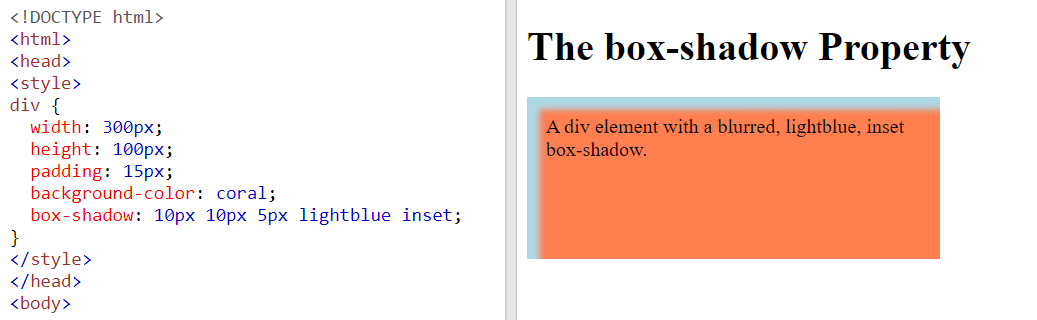 <!DOCTYPE html>
<html>
<head>
<style>
div {
  width: 300px;
  height: 100px;
  padding: 15px;
  background-color: coral;
  box-shadow: 10px 10px 5px lightblue inset;
}
</style>
</head>
<body>
The box-shadow Property
A div element with a blurred, lightblue, inset
box-shadow.